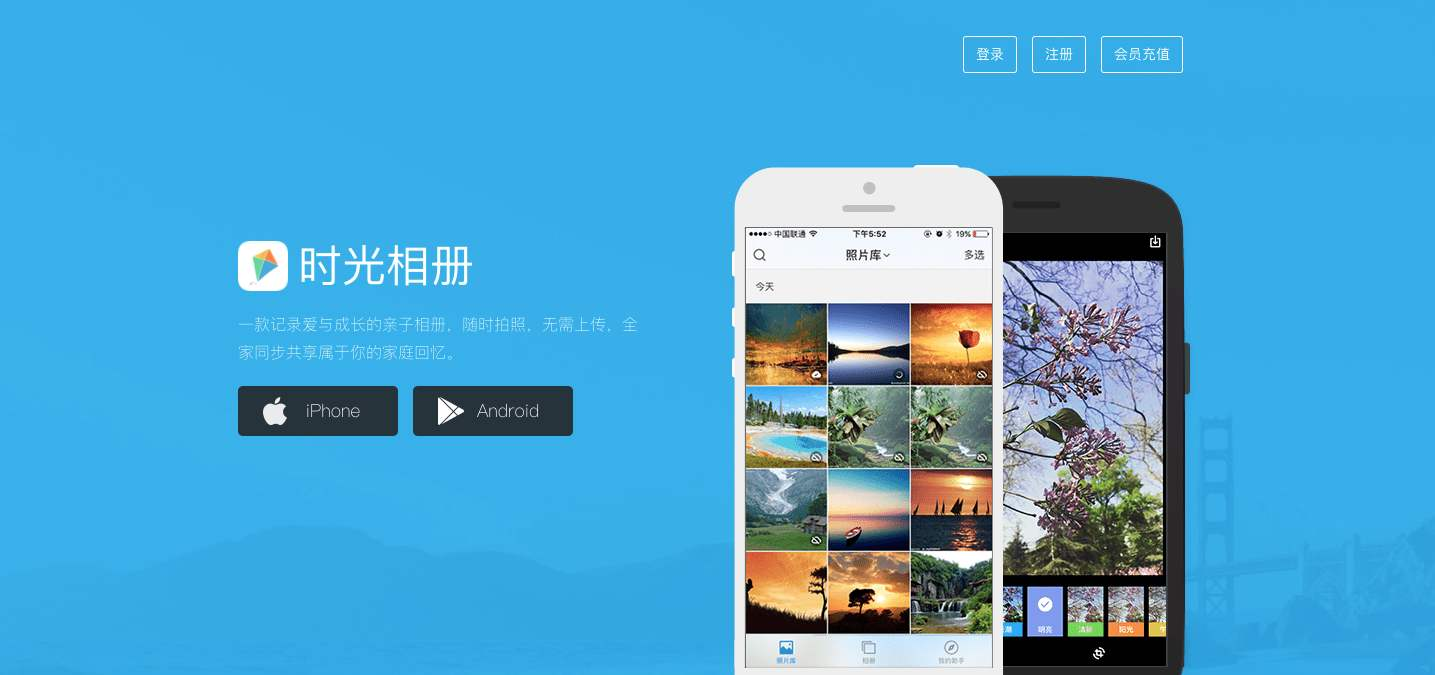 登录 注册 会员充值
时光相册
一款记录爱与成长的亲子相册，随时拍照，无需上传，全
家同步共享属于你的家庭回忆。
iPhone Android
中国联通 下午5:52 19%
照片库 多选
今天
明亮 清新 阳光
照片库 相册 我的助手